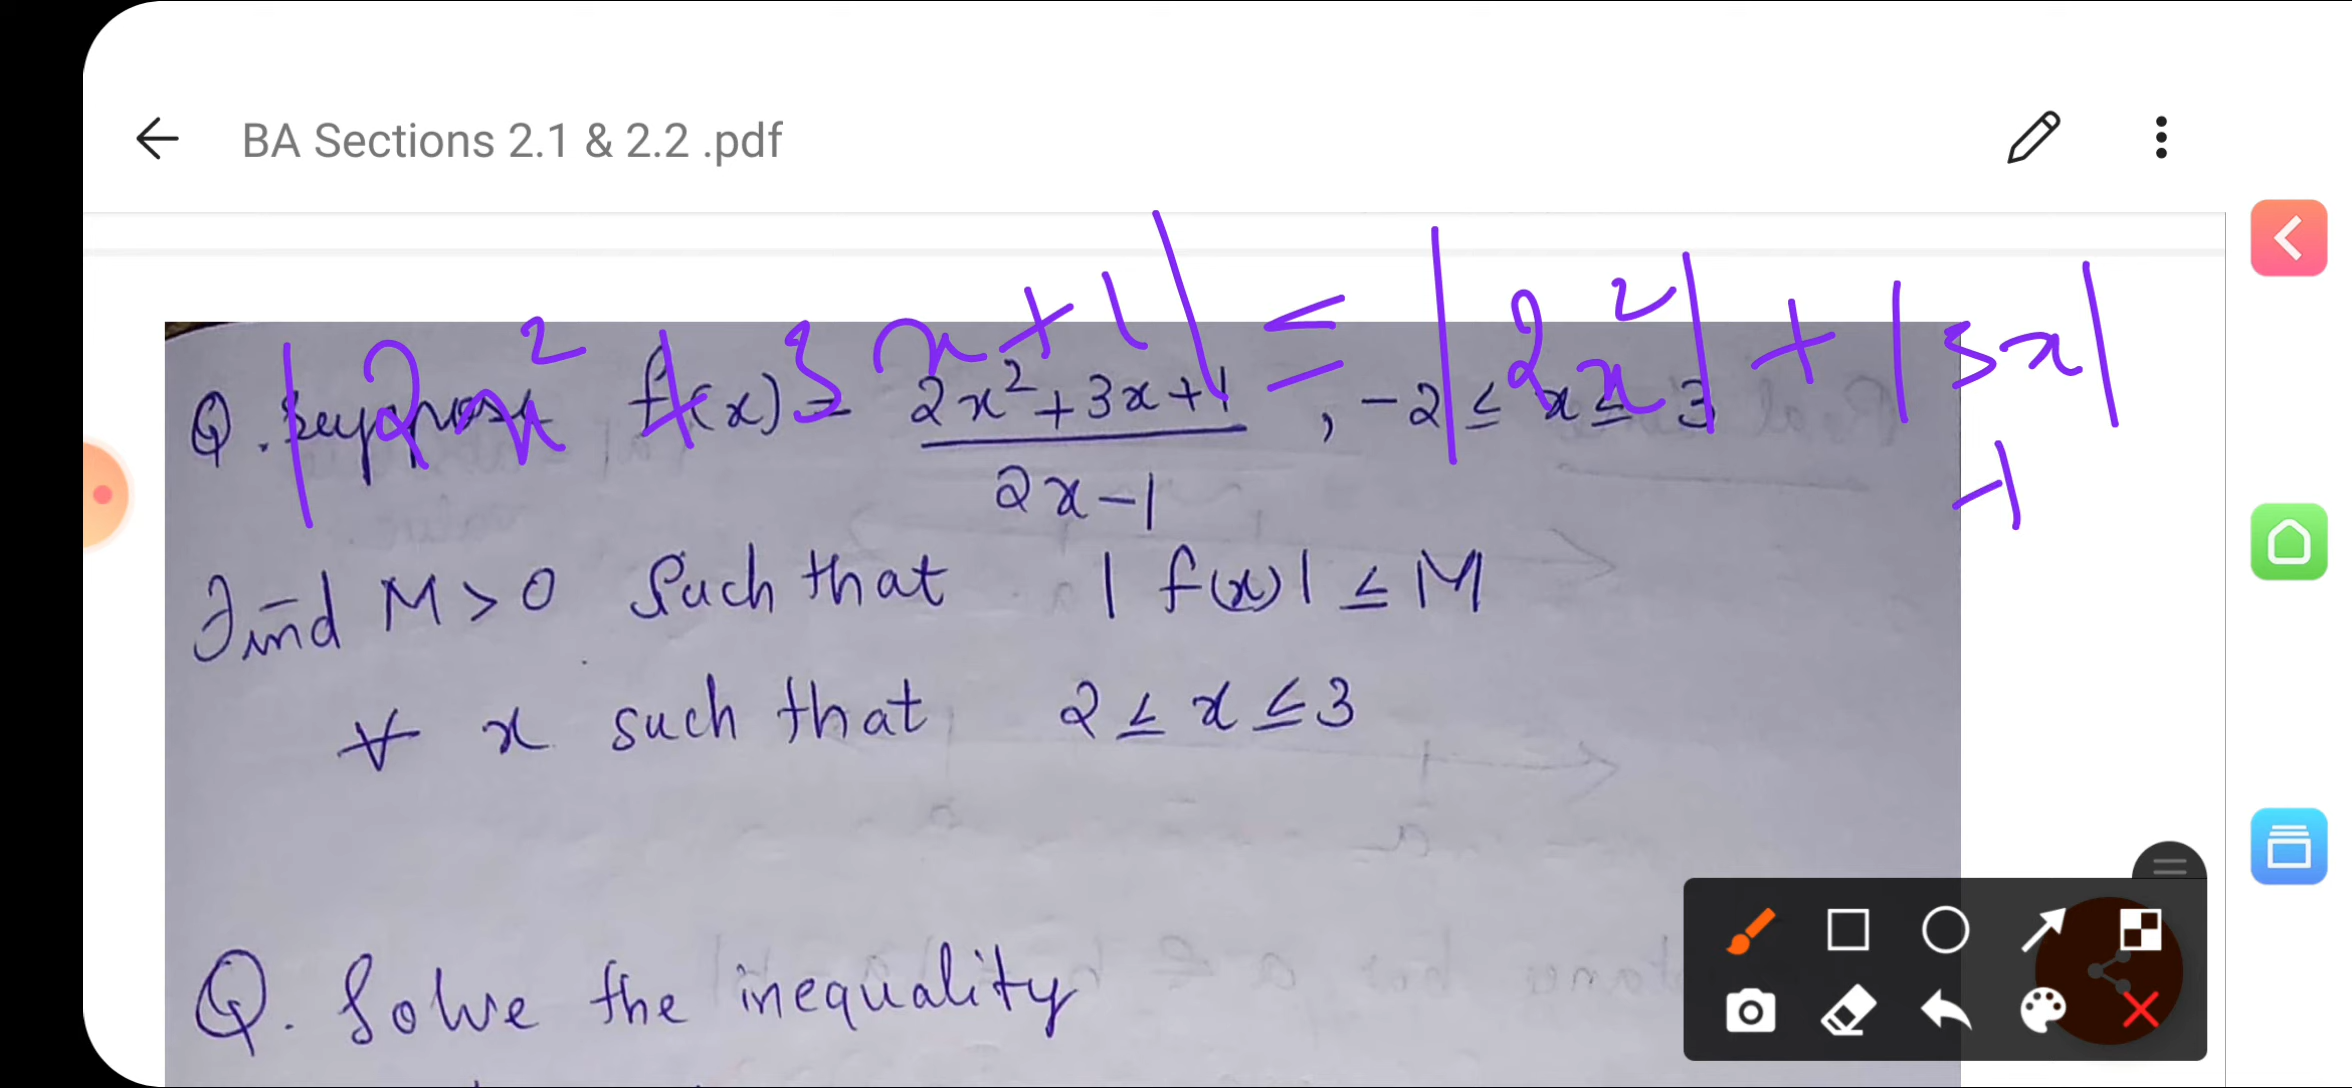 BA Sections 2.1 & 2.2 .pdf
|2x² + 3x+1| ≤ |2x²| + |3x|
+
Q. Suppose f(x) = 2x²+3x+1 / 2x-1 , -2 ≤ x ≤ 3
Find M > 0 Such that | f(x) | ≤ M
∀ x such that 2 ≤ x ≤ 3
Q. Solve the inequality